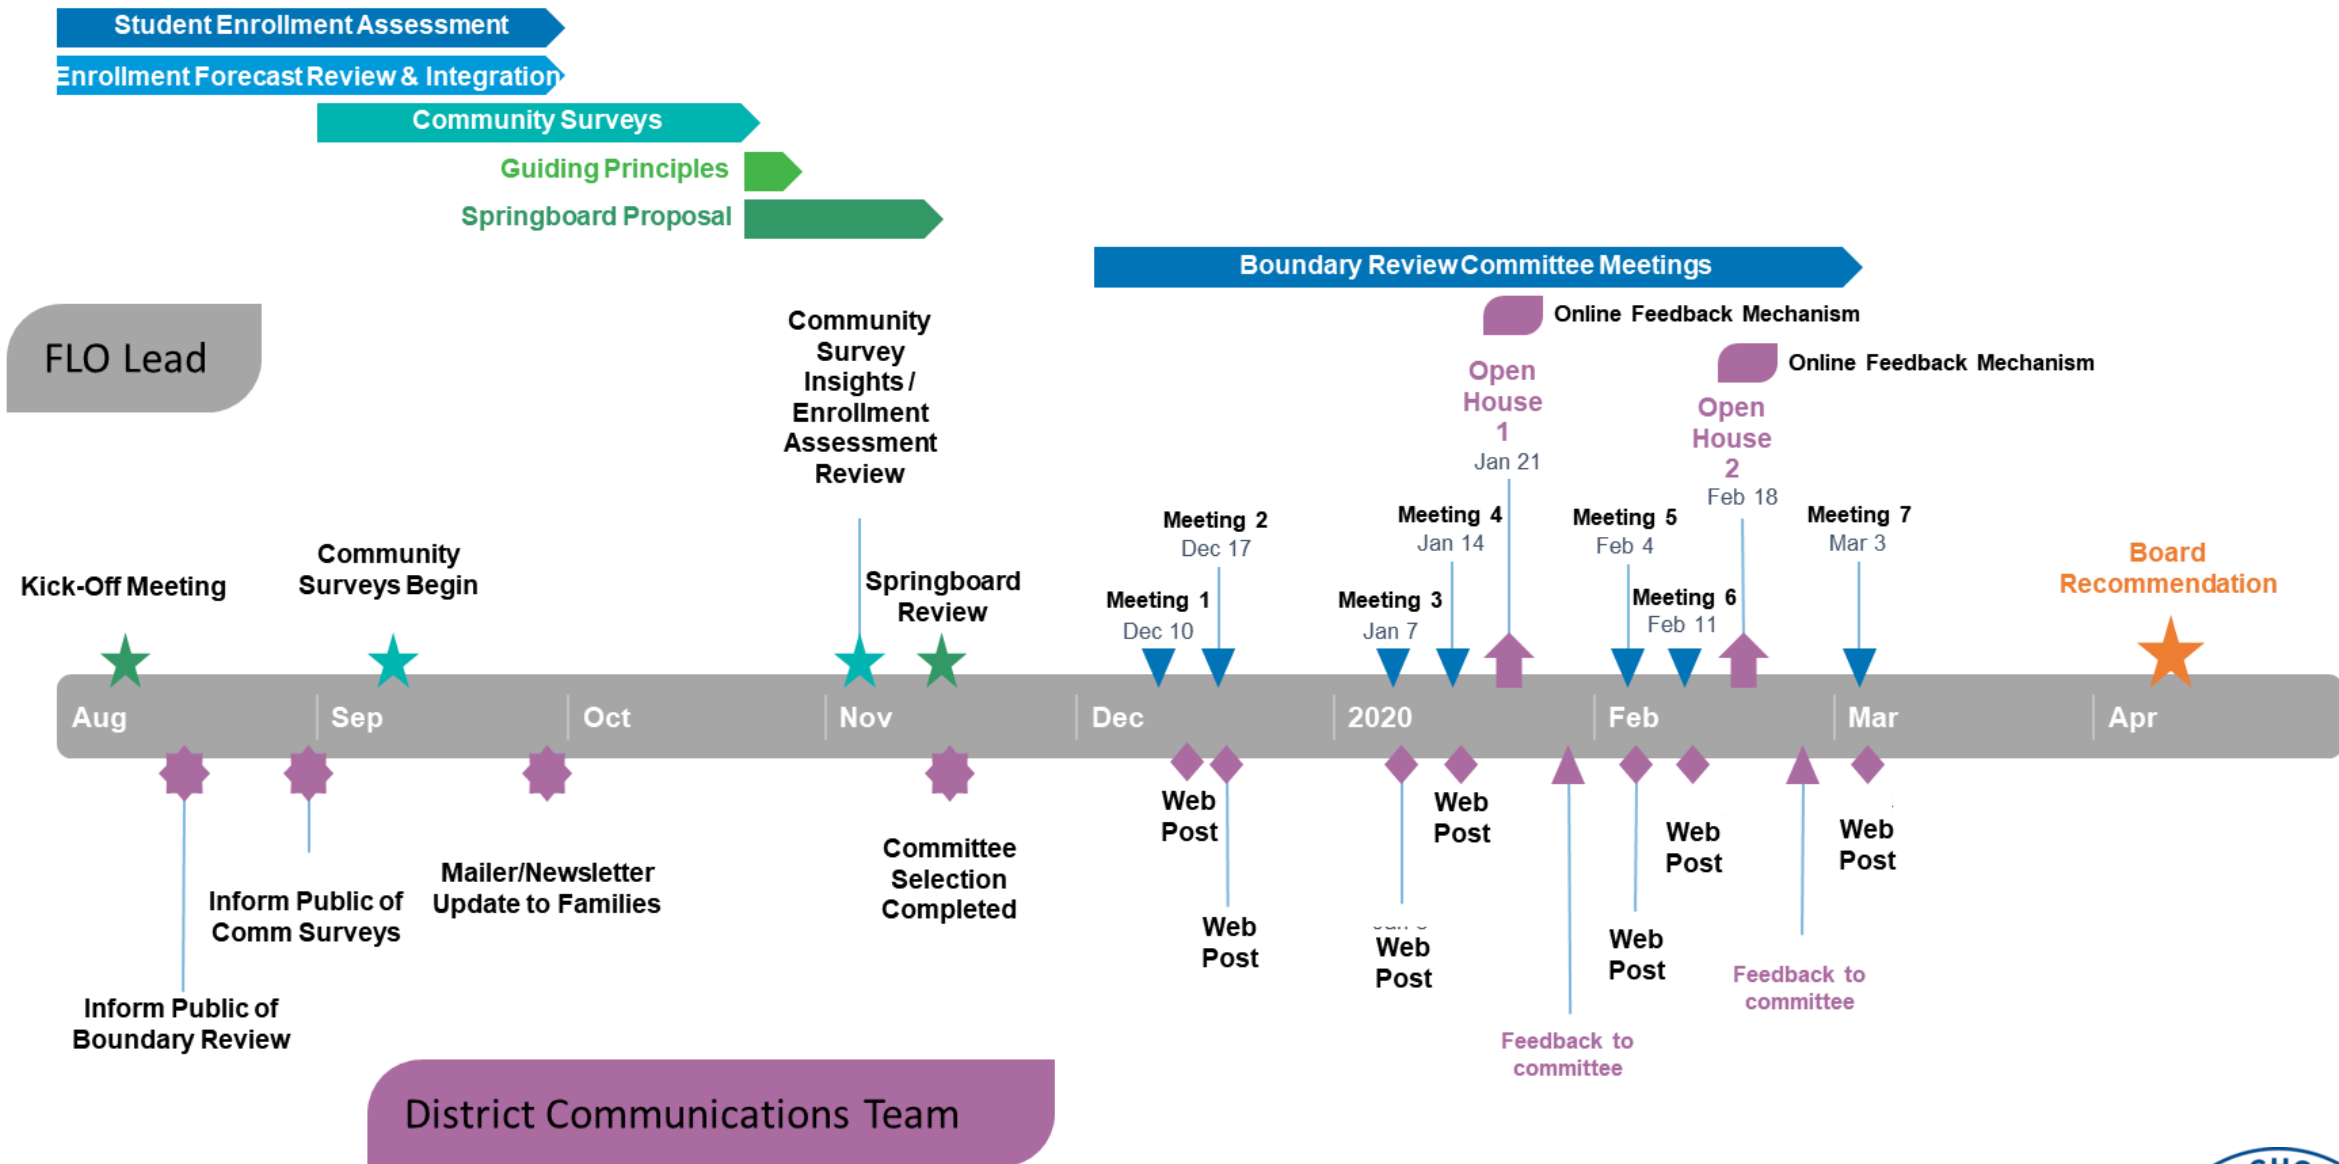 Student Enrollment Assessment
Enrollment Forecast Review & Integration
Community Surveys
Guiding Principles
Springboard Proposal
Boundary Review Committee Meetings
Online Feedback Mechanism
Online Feedback Mechanism
FLO Lead
Community
Survey
Insights /
Enrollment
Assessment
Review
Open
House
1
Jan 21
Open
House
2
Feb 18
Kick-Off Meeting
Community
Surveys Begin
Springboard
Review
Meeting 1
Dec 10
Meeting 2
Dec 17
Meeting 3
Jan 7
Meeting 4
Jan 14
Meeting 5
Feb 4
Meeting 6
Feb 11
Meeting 7
Mar 3
Board
Recommendation
Aug
Sep
Oct
Nov
Dec
2020
Feb
Mar
Apr
Inform Public of
Boundary Review
Inform Public of
Comm Surveys
Mailer/Newsletter
Update to Families
Committee
Selection
Completed
Web
Post
Web
Post
Web
Post
Web
Post
Feedback to
committee
Web
Post
Web
Post
Feedback to
committee
Web
Post
District Communications Team